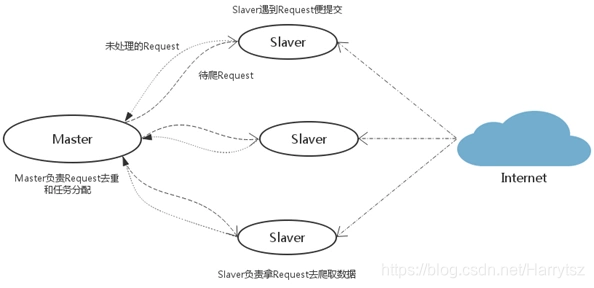 Slaver遇到Request便提交
未处理的Request
Slaver
待爬Request
Master
Slaver
Master负责Request去重
和任务分配
Internet
Slaver
Slaver负责拿Request去爬取数据
https://blog.csdn.net/Harrytsz